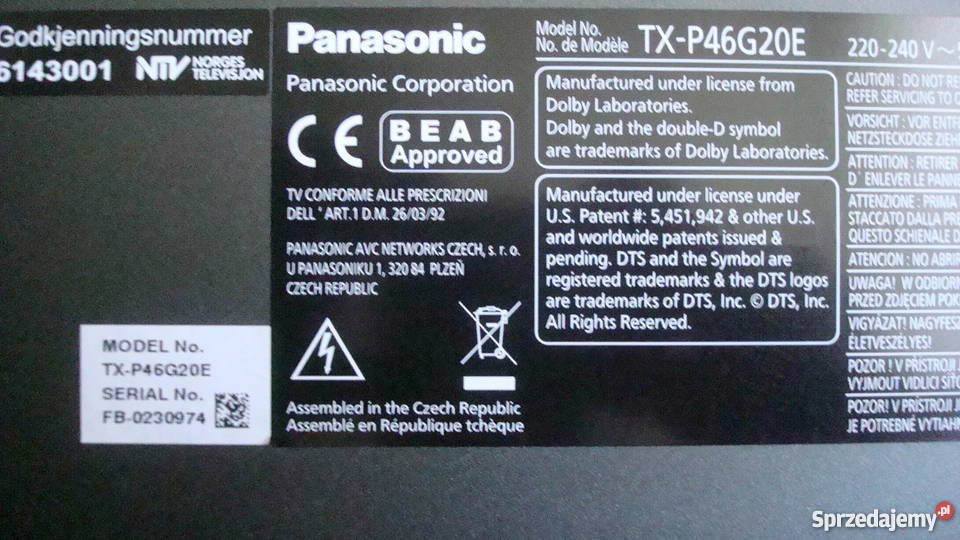 Godkjenningsnummer
6143001 NTV NORGES
TELEVISJON
Panasonic
Panasonic Corporation
CE BEAB
Approved
TV CONFORME ALLE PRESCRIZIONI
DELL'ART.1 D.M. 26/03/92
PANASONIC AVC NETWORKS CZECH, s. r. o.
U PANASONIKU 1, 320 84 PLZEŇ
CZECH REPUBLIC
Assembled in the Czech Republic
Assemblé en République tchèque
MODEL No.
TX-P46G20E
SERIAL No.
FB-0230974
Model No.
No. de Modèle TX-P46G20E
220-240 V~
Manufactured under license from
Dolby Laboratories.
Dolby and the double-D symbol
are trademarks of Dolby Laboratories.
Manufactured under license under
U.S. Patent #: 5,451,942 & other U.S.
and worldwide patents issued &
pending. DTS and the Symbol are
registered trademarks & the DTS logos
are trademarks of DTS, Inc. © DTS, Inc.
All Rights Reserved.
CAUTION : DO NOT RE
REFER SERVICING TO
VORSICHT : VOR ENTF
NETZSTECKDOSE ZIEH
ATTENTION : RETIRER
D' ENLEVER LE PANNE
ATTENZIONE : PRIMA
STACCATO DALLA PRE
QUESTO SCHIENALE D
ATENCION : NO ABRIR
UWAGA! W ODBIORN
PRZED ZDJĘCIEM POK
VIGYÁZAT! NAGYFESZ
ÉLETVESZÉLYES!
POZOR ! V PŘÍSTROJI
VYJMOUT VIDLICI SÍŤO
POZOR! V PRÍSTROJI
JE POTREBNÉ VYTIAH
Sprzedajemy.pl